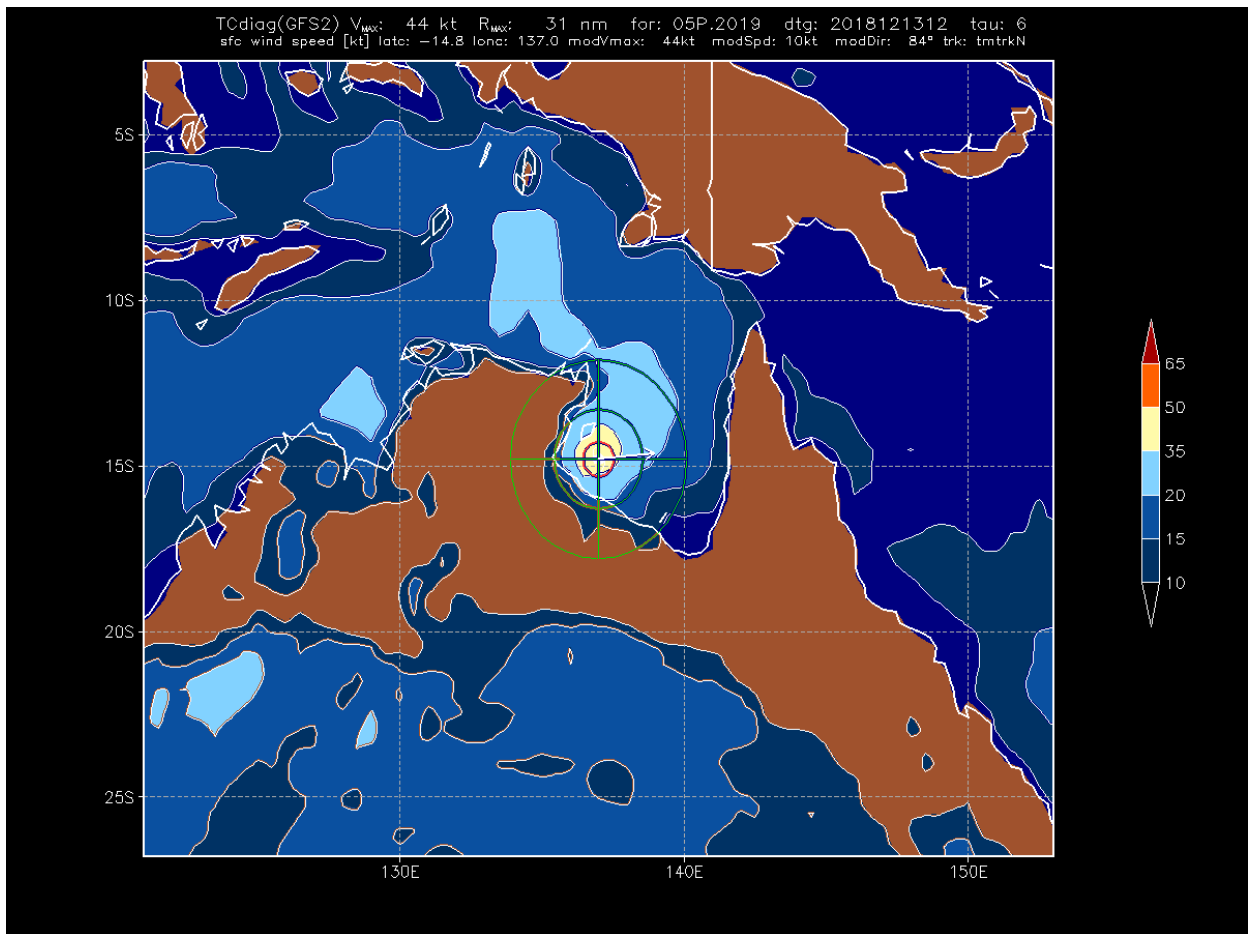 TCdiag(GFS2) VMAX: 44 kt RMAX: 31 nm for: 05P.2019 dtg: 2018121312 tau: 6
sfc wind speed [kt] latc: -14.8 lonc: 137.0 modVmax: 44kt modSpd: 10kt modDir: 84° trk: tmtrkN
5S
10S
15S
20S
25S
130E
140E
150E
65
50
35
20
15
10